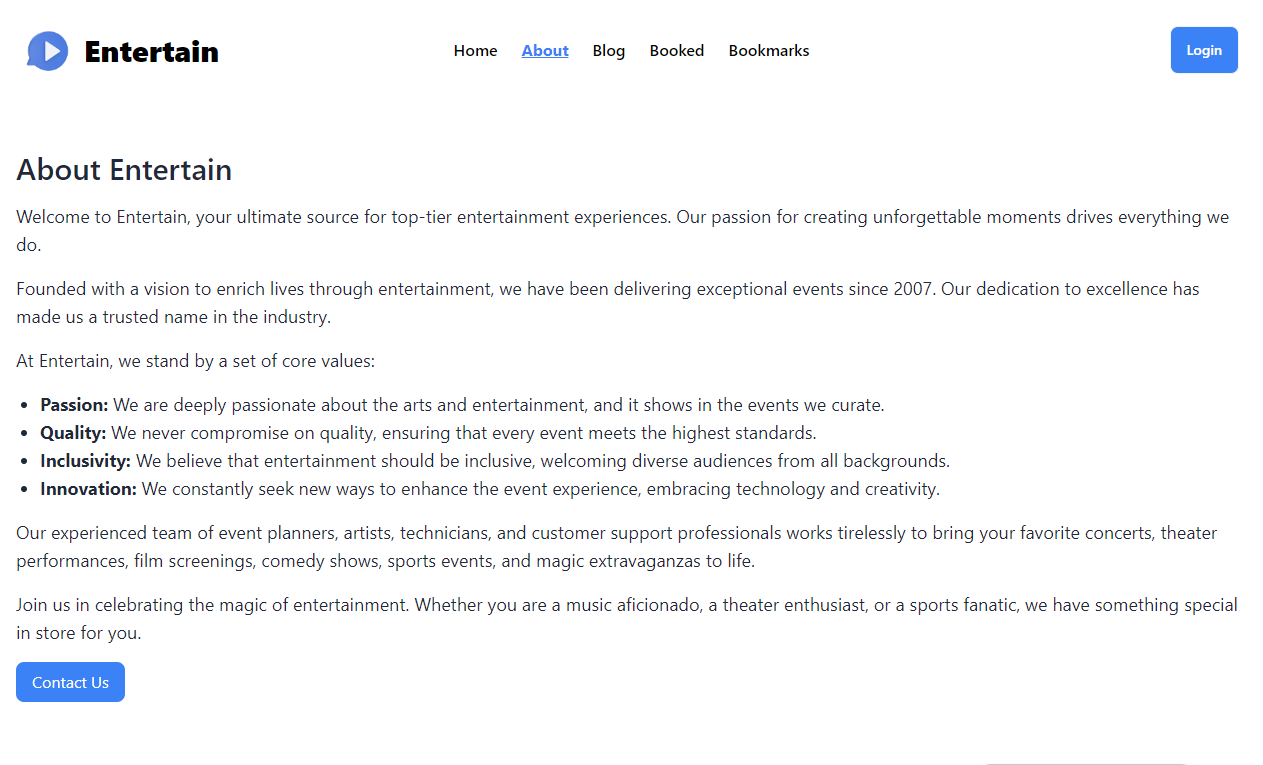 Entertain
Home About Blog Booked Bookmarks
Login
About Entertain
Welcome to Entertain, your ultimate source for top-tier entertainment experiences. Our passion for creating unforgettable moments drives everything we
do.
Founded with a vision to enrich lives through entertainment, we have been delivering exceptional events since 2007. Our dedication to excellence has
made us a trusted name in the industry.
At Entertain, we stand by a set of core values:
• Passion: We are deeply passionate about the arts and entertainment, and it shows in the events we curate.
• Quality: We never compromise on quality, ensuring that every event meets the highest standards.
• Inclusivity: We believe that entertainment should be inclusive, welcoming diverse audiences from all backgrounds.
• Innovation: We constantly seek new ways to enhance the event experience, embracing technology and creativity.
Our experienced team of event planners, artists, technicians, and customer support professionals works tirelessly to bring your favorite concerts, theater
performances, film screenings, comedy shows, sports events, and magic extravaganzas to life.
Join us in celebrating the magic of entertainment. Whether you are a music aficionado, a theater enthusiast, or a sports fanatic, we have something special
in store for you.
Contact Us